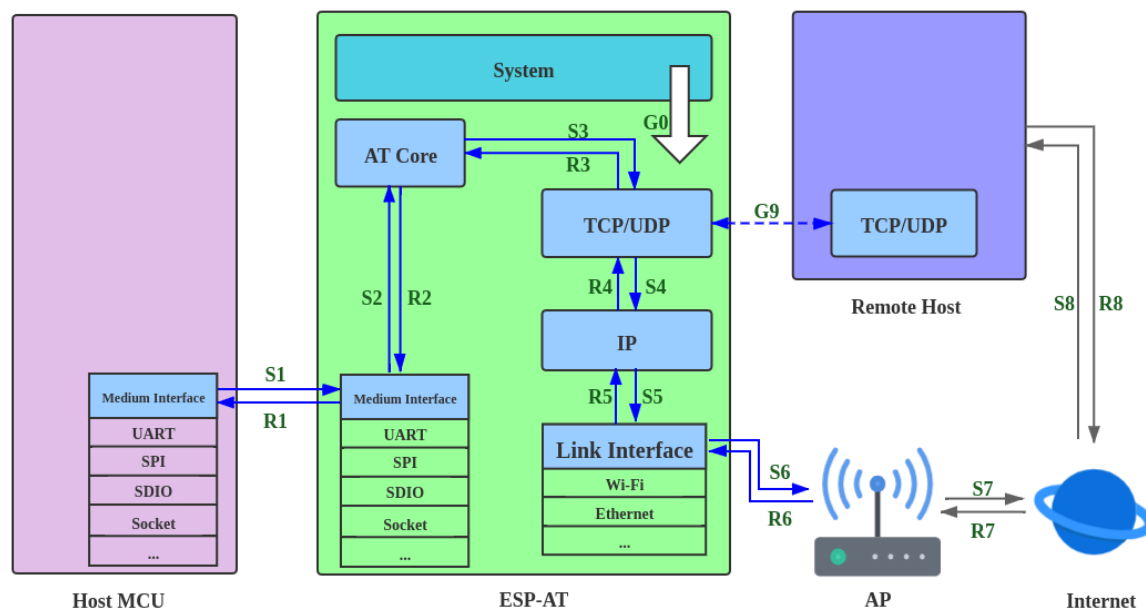 System
G0
AT Core
S3
R3
TCP/UDP
G9
TCP/UDP
S2
R2
R4
S4
Remote Host
S8
R8
IP
S1
R1
Medium Interface
UART
SPI
SDIO
Socket
...
Medium Interface
UART
SPI
SDIO
Socket
...
R5
S5
Link Interface
Wi-Fi
Ethernet
...
S6
R6
S7
R7
Host MCU
ESP-AT
AP
Internet